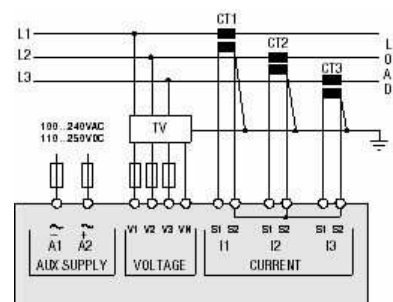 CT1
L1
L2
CT2
L3
CT3
L O A D
100...240VAC
110...250VDC
TV
V1 V2 V3 VN S1 S2 S1 S2 S1 S2
A1 A2 I1 I2 I3
AUX SUPPLY VOLTAGE CURRENT